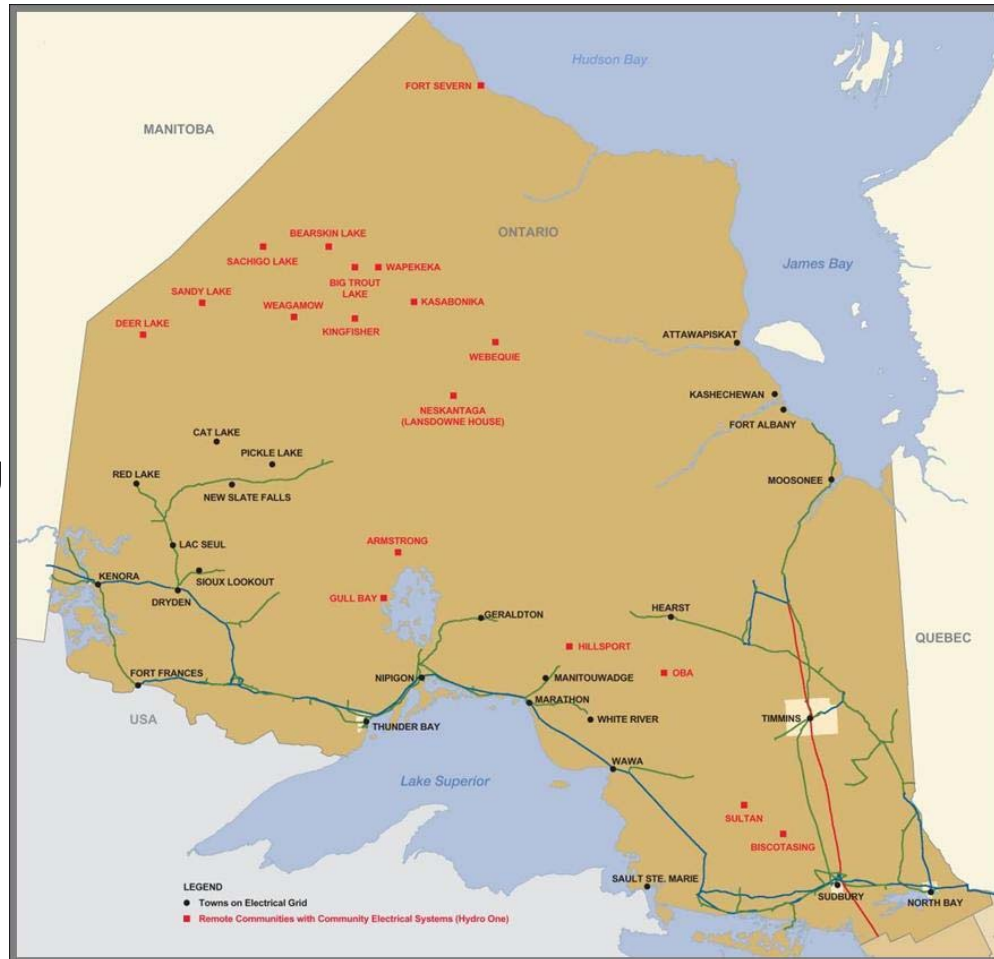 Hudson Bay
FORT SEVERN
MANITOBA
ONTARIO
BEARSKIN LAKE
SACHIGO LAKE
WAPEKEKA
BIG TROUT
LAKE
James Bay
SANDY LAKE
WEAGAMOW
KASABONIKA
DEER LAKE
KINGFISHER
ATTAWAPISKAT
WEBEQUIE
NESKANTAGA
(LANSDOWNE HOUSE)
KASHECHEWAN
FORT ALBANY
CAT LAKE
PICKLE LAKE
RED LAKE
NEW SLATE FALLS
MOOSONEE
LAC SEUL
ARMSTRONG
KENORA
SIOUX LOOKOUT
DRYDEN
GULL BAY
GERALDTON
HEARST
QUEBEC
HILLSPORT
FORT FRANCES
NIPIGON
MANITOUWADGE
OBA
MARATHON
USA
THUNDER BAY
WHITE RIVER
TIMMINS
WAWA
Lake Superior
SULTAN
BISCOTASING
SAULT STE. MARIE
SUDBURY
NORTH BAY
LEGEND
Towns on Electrical Grid
Remote Communities with Community Electrical Systems (Hydro One)